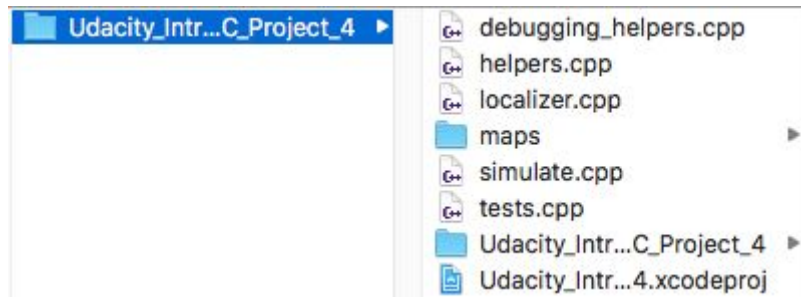 Udacity_Intr...C_Project_4
debugging_helpers.cpp
helpers.cpp
localizer.cpp
maps
simulate.cpp
tests.cpp
Udacity_Intr...C_Project_4
Udacity_Intr...4.xcodeproj